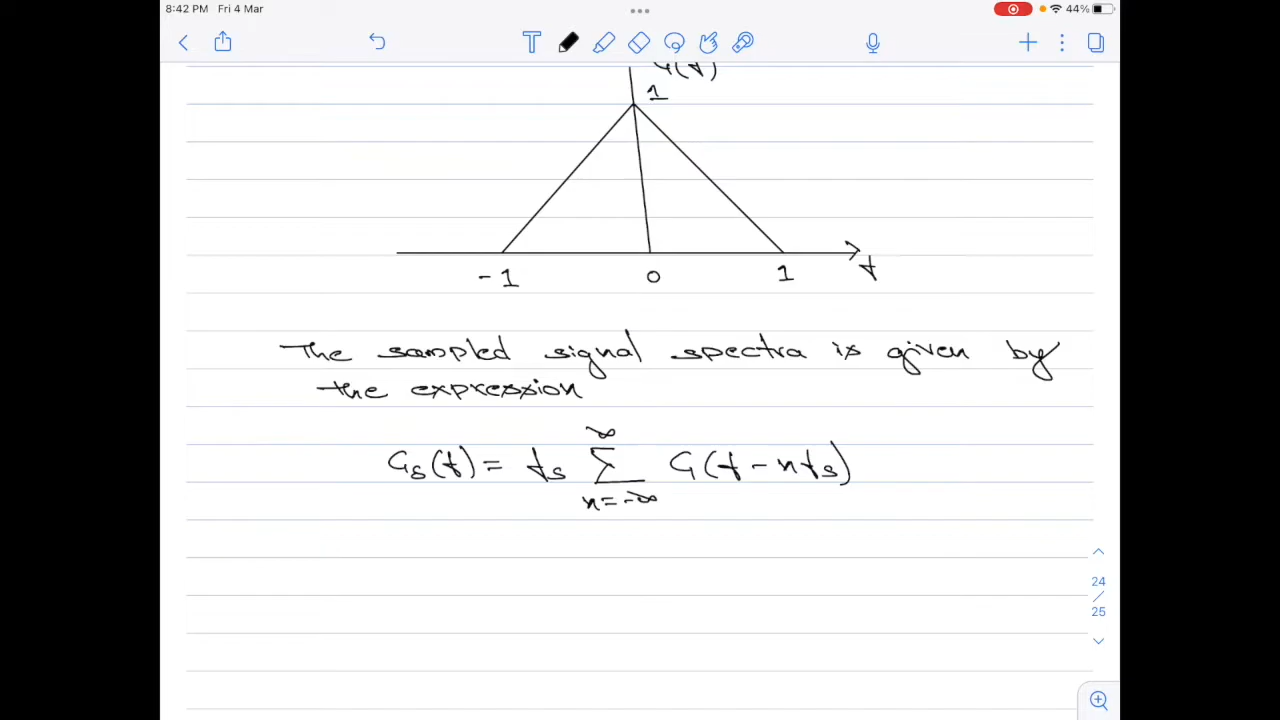 8:42 PM Fri 4 Mar
44%
G(f)
1
-1 0 1 f
The sampled signal spectra is given by
the expression
Gs(f) = fs ∞∑n=-∞ G(f - nfs)
24
/
25